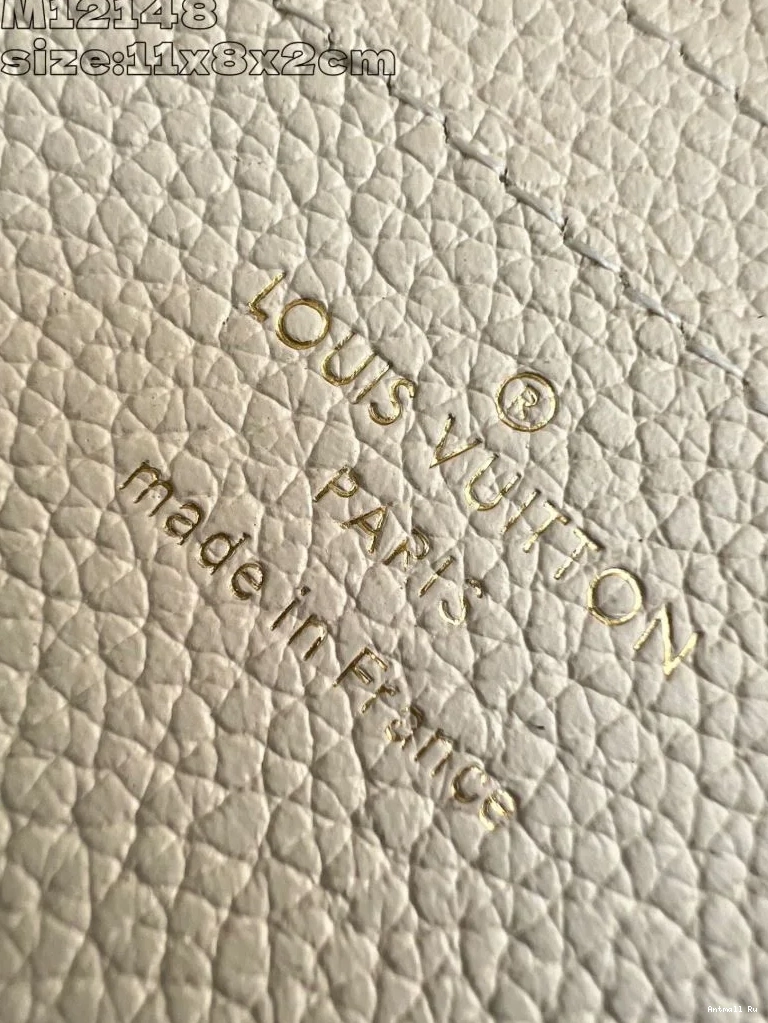 M12148
size:11x8x2cm
LOUIS VUITTON
®
PARIS
made in France
Antmall Ru